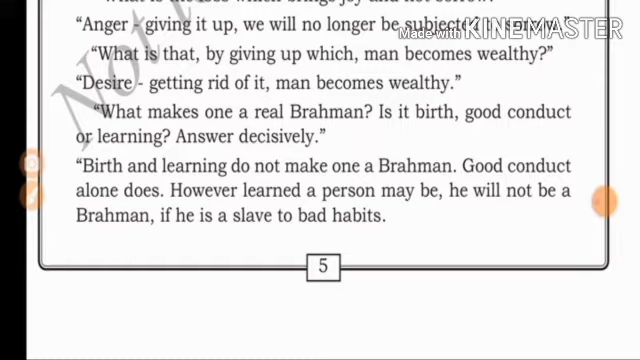 "Anger - giving it up, we will no longer be subjected
Made with KINEMASTER
"What is that, by giving up which, man becomes wealthy?"
"Desire - getting rid of it, man becomes wealthy."
"What makes one a real Brahman? Is it birth, good conduct
or learning? Answer decisively."
"Birth and learning do not make one a Brahman. Good conduct
alone does. However learned a person may be, he will not be a
Brahman, if he is a slave to bad habits.
5
Not